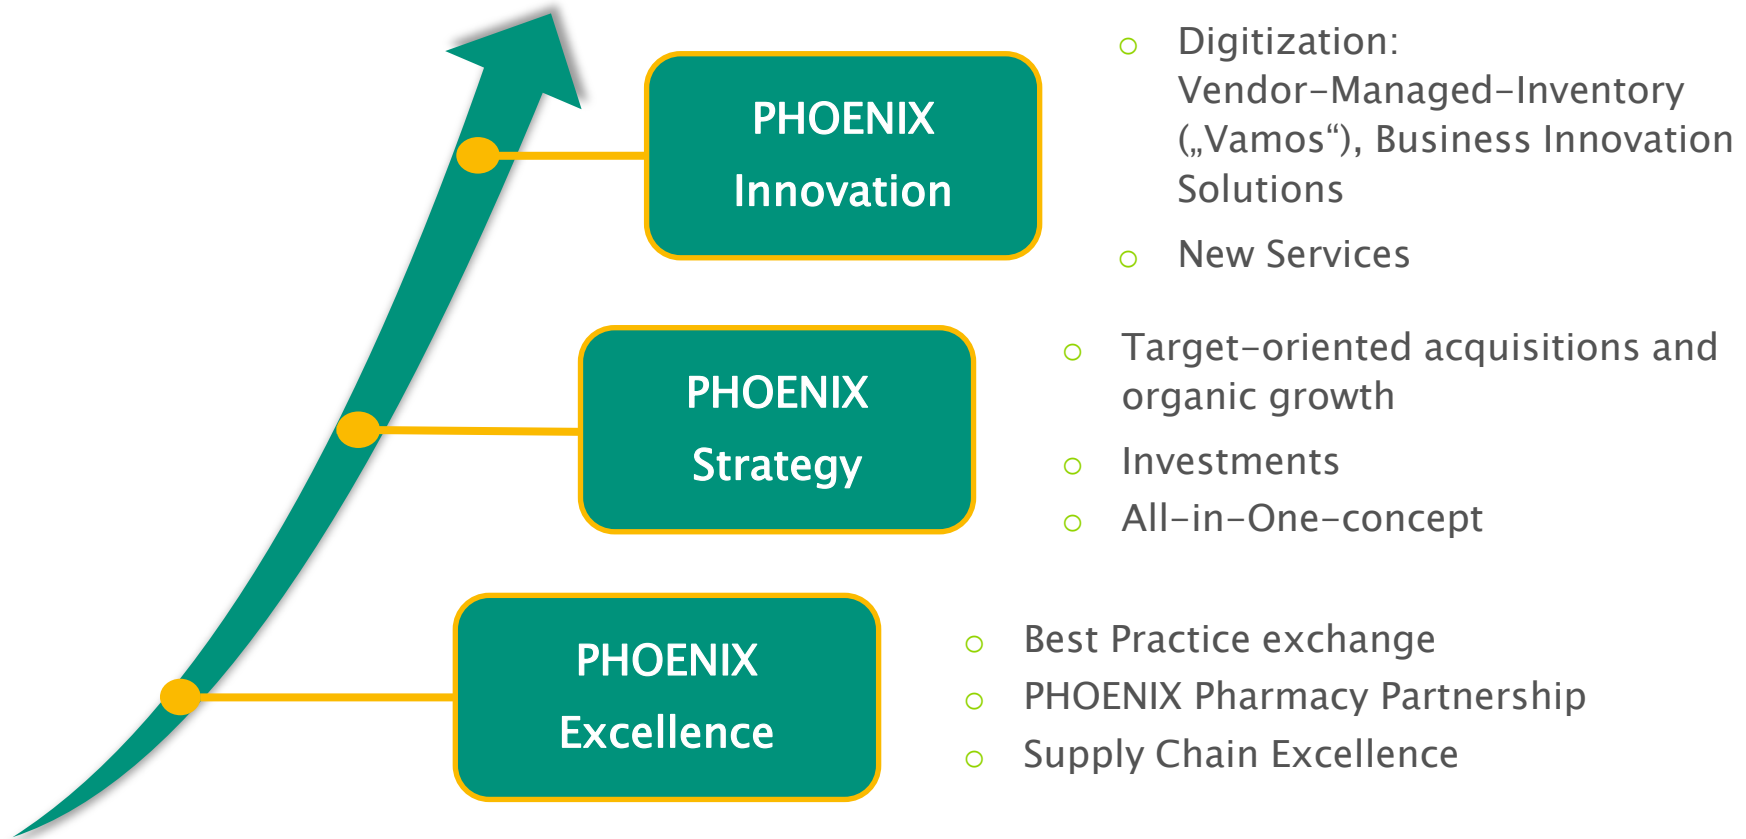 PHOENIX
Innovation
Digitization:
Vendor-Managed-Inventory
(„Vamos“), Business Innovation
Solutions
New Services
PHOENIX
Strategy
Target-oriented acquisitions and
organic growth
Investments
All-in-One-concept
PHOENIX
Excellence
Best Practice exchange
PHOENIX Pharmacy Partnership
Supply Chain Excellence